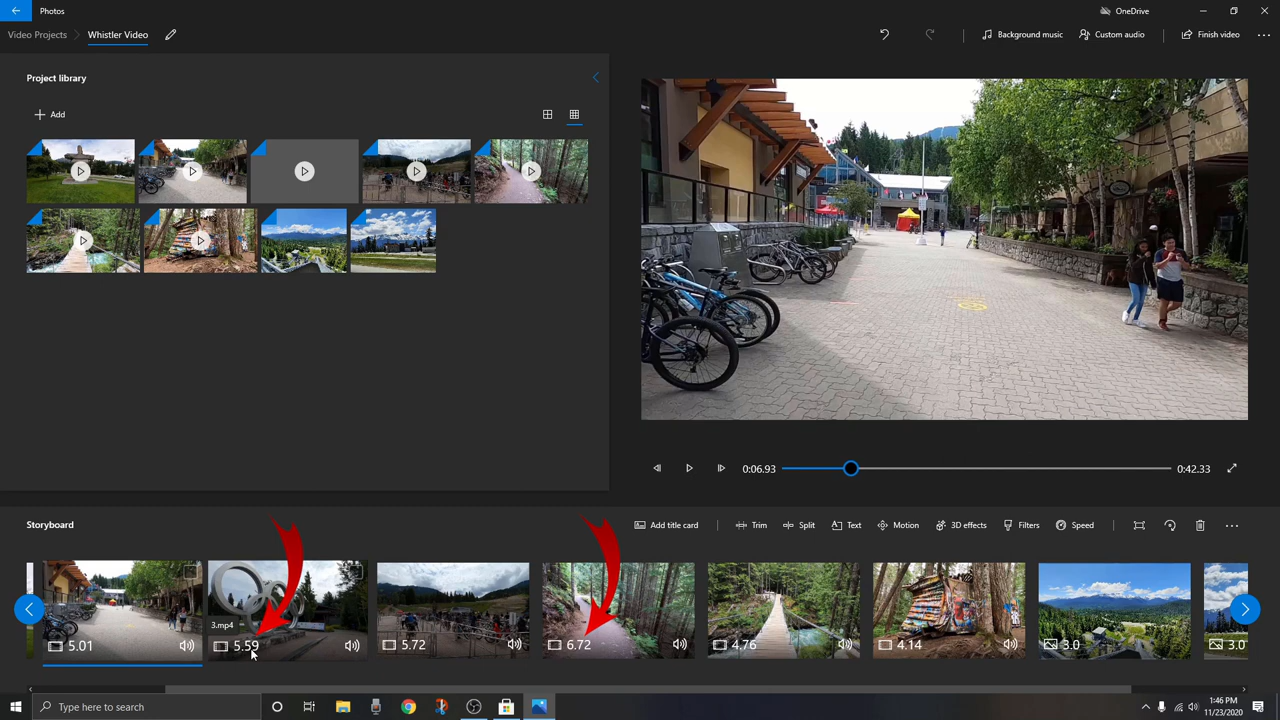 Photos
OneDrive
Video Projects
Whistler Video
Background music
Custom audio
Finish video
Project library
Add
0:06.93
0:42.33
Storyboard
Add title card
Trim
Split
Text
Motion
3D effects
Filters
Speed
3.mp4
5.01
5.59
5.72
6.72
4.76
4.14
3.0
3.0
Type here to search
1:46 PM
11/23/2020